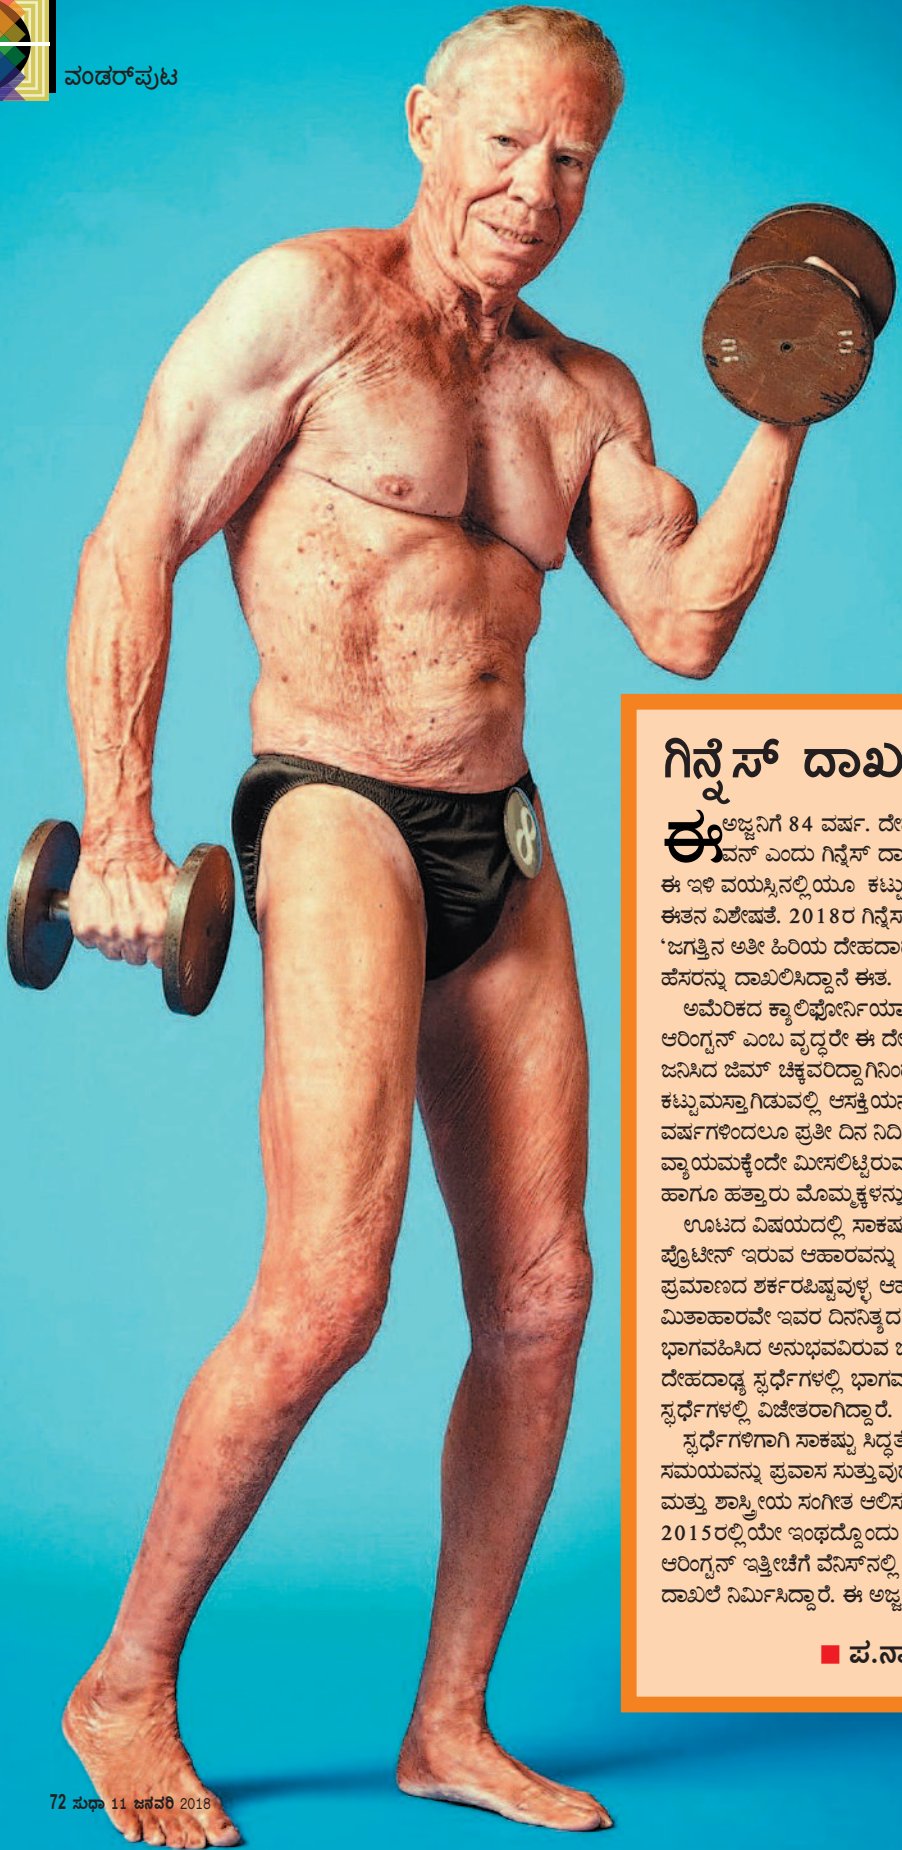 ವಂಡರ್‌ಪುಟ
10
10
8
ಗಿನ್ನೆಸ್ ದಾಖ
ಈ ಅಜ್ಜನಿಗೆ 84 ವರ್ಷ. ದೇ
ವನ್ ಎಂದು ಗಿನ್ನೆಸ್ ದಾ
ಈ ಇಳಿ ವಯಸ್ಸಿನಲ್ಲಿಯೂ ಕಟ್ಟು
ಈತನ ವಿಶೇಷತೆ. 2018ರ ಗಿನ್ನೆಸ
‘ಜಗತ್ತಿನ ಅತೀ ಹಿರಿಯ ದೇಹದಾ
ಹೆಸರನ್ನು ದಾಖಲಿಸಿದ್ದಾನೆ ಈತ.
ಅಮೆರಿಕದ ಕ್ಯಾಲಿಫೋರ್ನಿಯಾ
ಆರಿಂಗ್ಟನ್ ಎಂಬ ವೃದ್ಧರೇ ಈ ದೇ
ಜನಿಸಿದ ಜಿಮ್ ಚಿಕ್ಕವರಿದ್ದಾಗಿನಿಂ
ಕಟ್ಟುಮಸ್ತಾಗಿಡುವಲ್ಲಿ ಆಸಕ್ತಿಯ
ವರ್ಷಗಳಿಂದಲೂ ಪ್ರತೀ ದಿನ ನಿದಿ
ವ್ಯಾಯಮಕ್ಕೆಂದೇ ಮೀಸಲಿಟ್ಟಿರುವ
ಹಾಗೂ ಹತ್ತಾರು ಮೊಮ್ಮಕ್ಕಳನ್ನು
ಊಟದ ವಿಷಯದಲ್ಲಿ ಸಾಕಷ
ಪ್ರೊಟೀನ್ ಇರುವ ಆಹಾರವನ್ನು
ಪ್ರಮಾಣದ ಶರ್ಕರಪಿಷ್ಟವುಳ್ಳ ಆಹ
ಮಿತಾಹಾರವೇ ಇವರ ದಿನನಿತ್ಯದ
ಭಾಗವಹಿಸಿದ ಅನುಭವವಿರುವ
ದೇಹದಾಢ್ಯ ಸ್ಪರ್ಧೆಗಳಲ್ಲಿ ಭಾಗವ
ಸ್ಪರ್ಧೆಗಳಲ್ಲಿ ವಿಜೇತರಾಗಿದ್ದಾರೆ.
ಸ್ಪರ್ಧೆಗಳಿಗಾಗಿ ಸಾಕಷ್ಟು ಸಿದ್ಧತ
ಸಮಯವನ್ನು ಪ್ರವಾಸ ಸುತ್ತುವು
ಮತ್ತು ಶಾಸ್ತ್ರೀಯ ಸಂಗೀತ ಆಲಿಸ
2015ರಲ್ಲಿಯೇ ಇಂಥದ್ದೊಂದು
ಆರಿಂಗ್ಟನ್ ಇತ್ತೀಚೆಗೆ ವೆನಿಸ್‌ನಲ್ಲಿ
ದಾಖಲೆ ನಿರ್ಮಿಸಿದ್ದಾರೆ. ಈ ಅಜ್ಜ
■ ಪ.ನಾ
72 ಸುಧಾ 11 ಜನವರಿ 2018